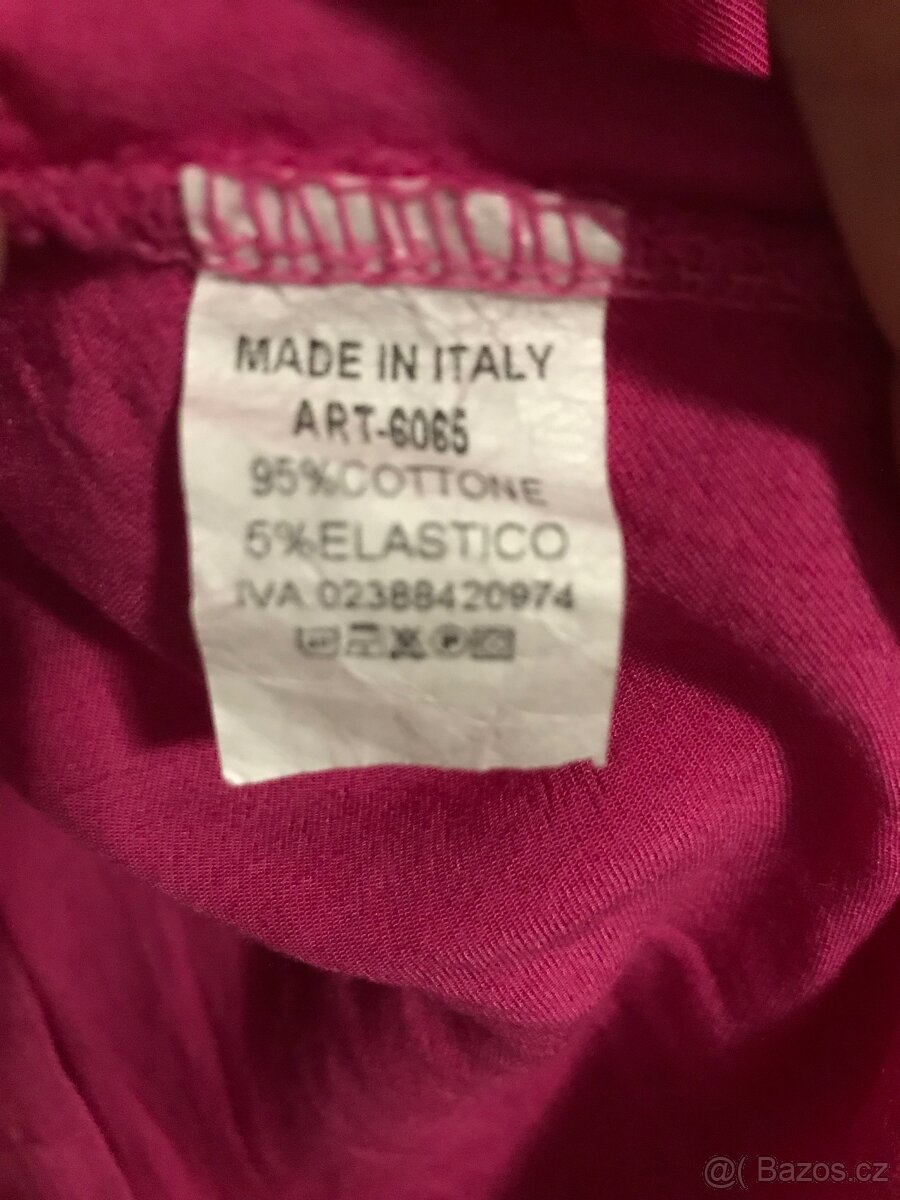 MADE IN ITALY
ART-6065
95%COTTONE
5%ELASTICO
IVA 02388420974
@( Bazos.cz